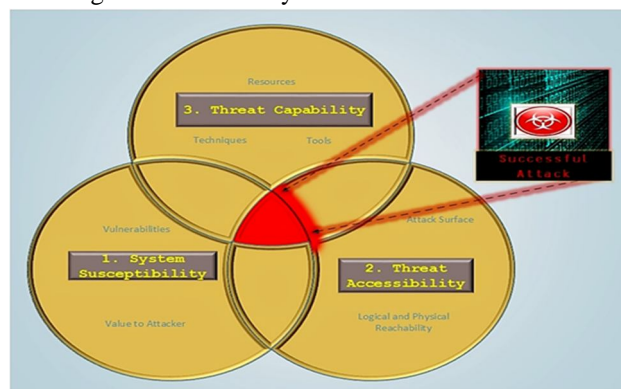 Resources
3. Threat Capability
Techniques
Tools
Successful
Attack
Vulnerabilities
Attack Surface
1. System
Susceptibility
2. Threat
Accessibility
Value to Attacker
Logical and Physical
Reachability